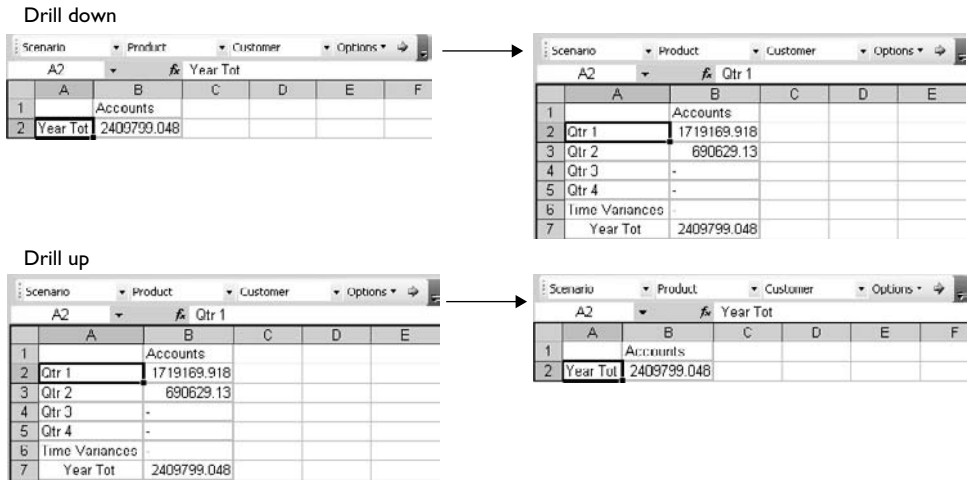 Drill down
Scenario Product Customer Options
A2 fx Year Tot
A B C D E F
1 Accounts
2 Year Tot 2409799.048
Scenario Product Customer Options
A2 fx Qtr 1
A B C D E
1 Accounts
2 Qtr 1 1719169.918
3 Qtr 2 690629.13
4 Qtr 3 -
5 Qtr 4 -
6 Time Variances -
7 Year Tot 2409799.048
Drill up
Scenario Product Customer Options
A2 fx Qtr 1
A B C D E
1 Accounts
2 Qtr 1 1719169.918
3 Qtr 2 690629.13
4 Qtr 3 -
5 Qtr 4 -
6 Time Variances -
7 Year Tot 2409799.048
Scenario Product Customer Options
A2 fx Year Tot
A B C D E F
1 Accounts
2 Year Tot 2409799.048